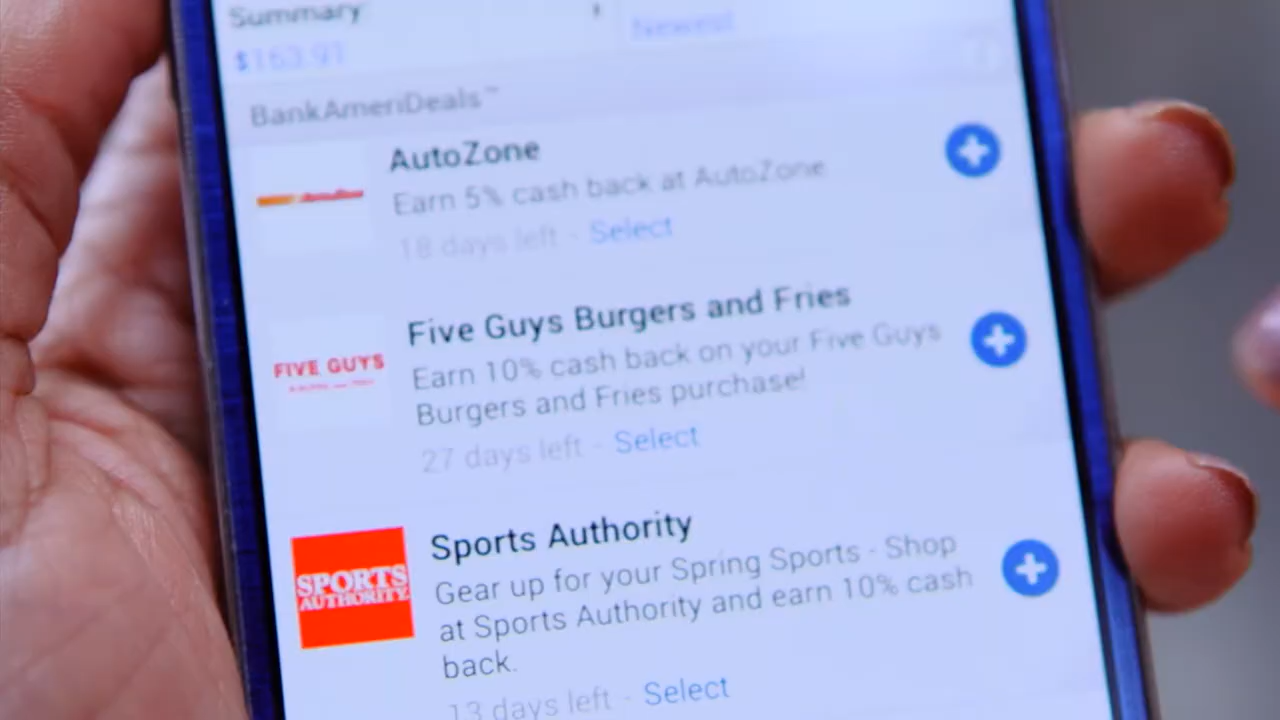 Summary
$163.91
Newest
BankAmeriDeals™
AutoZone
Earn 5% cash back at AutoZone
18 days left - Select
Five Guys Burgers and Fries
FIVE GUYS
Earn 10% cash back on your Five Guys
Burgers and Fries purchase!
27 days left - Select
Sports Authority
SPORTS
AUTHORITY
Gear up for your Spring Sports - Shop
at Sports Authority and earn 10% cash
back.
13 days left - Select